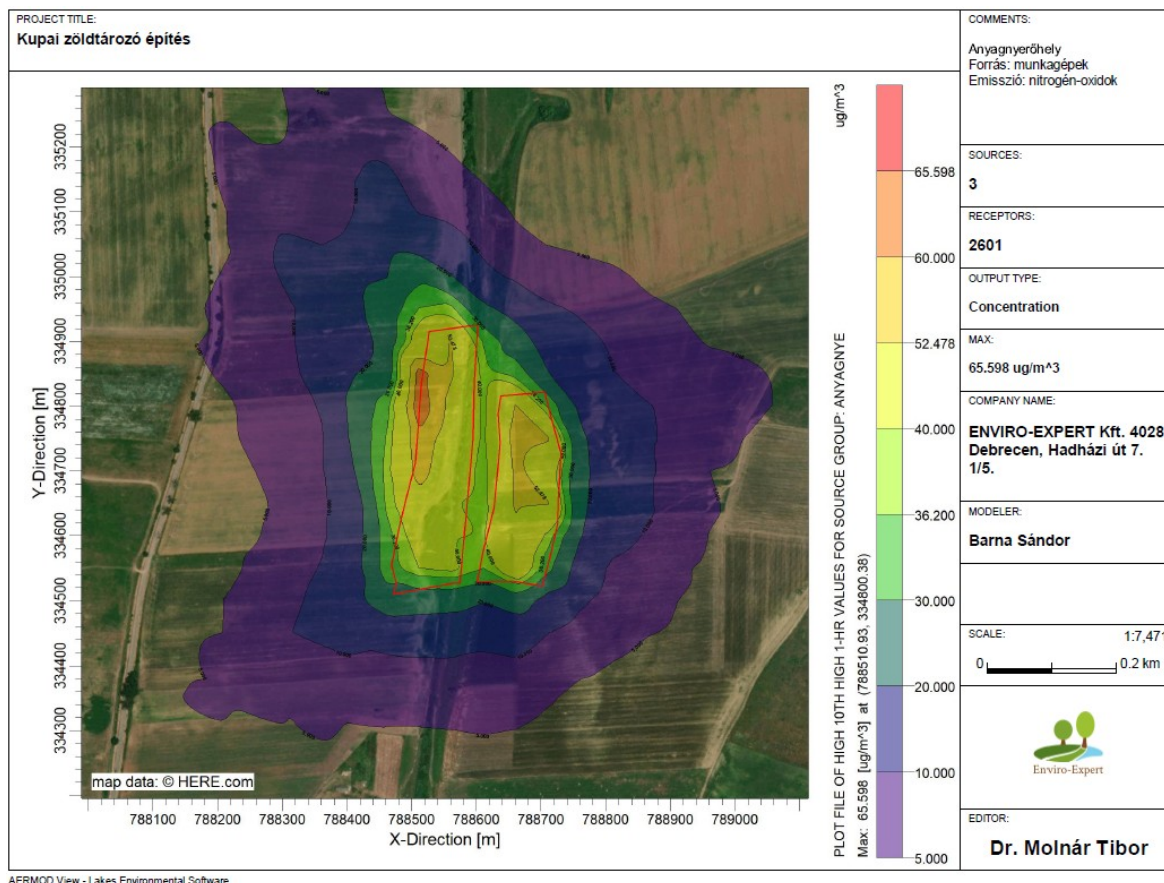 PROJECT TITLE:
Kupai zöldtározó építés
COMMENTS:
Anyagnyerőhely
Forrás: munkagépek
Emisszió: nitrogén-oxidok
SOURCES:
3
RECEPTORS:
2601
OUTPUT TYPE:
Concentration
MAX:
65.598 ug/m^3
COMPANY NAME:
ENVIRO-EXPERT Kft. 4028
Debrecen, Hadházi út 7.
1/5.
MODELER:
Barna Sándor
SCALE:
1:7,471
0
0.2 km
Enviro-Expert
EDITOR:
Dr. Molnár Tibor
Y-Direction [m]
335200
335100
335000
334900
334800
334700
334600
334500
334400
334300
map data: © HERE.com
788100
788200
788300
788400
788500
788600
788700
788800
788900
789000
X-Direction [m]
PLOT FILE OF HIGH 10TH HIGH 1-HR VALUES FOR SOURCE GROUP: ANYAGNYE
Max: 65.598 [ug/m^3] at (788510.93, 334800.38)
ug/m^3
65.598
60.000
52.478
40.000
36.200
30.000
20.000
10.000
5.000
AERMOD View - Lakes Environmental Software